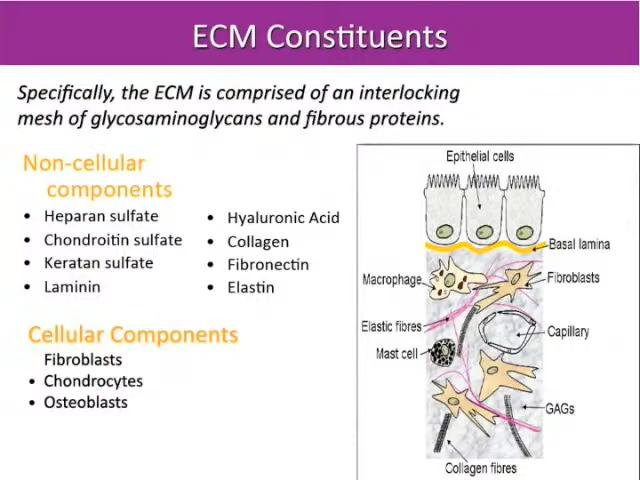 ECM Constituents
Specifically, the ECM is comprised of an interlocking
mesh of glycosaminoglycans and fibrous proteins.
Non-cellular
components
• Heparan sulfate
• Chondroitin sulfate
• Keratan sulfate
• Laminin
• Hyaluronic Acid
• Collagen
• Fibronectin
• Elastin
Cellular Components
Fibroblasts
• Chondrocytes
• Osteoblasts
Epithelial cells
Basal lamina
Macrophage
Fibroblasts
Elastic fibres
Capillary
Mast cell
GAGs
Collagen fibres